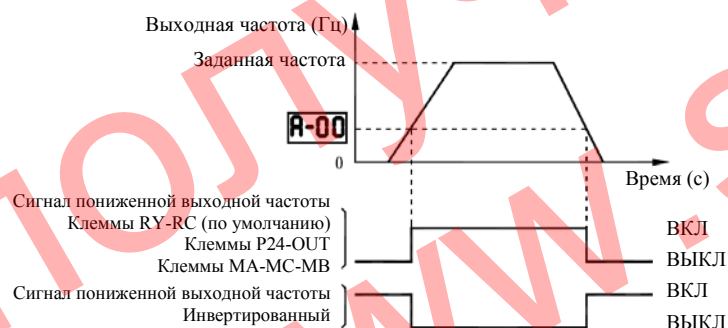 Выходная частота (Гц)
Заданная частота
A-00
0
Время (с)
Сигнал пониженной выходной частоты
Клеммы RY-RC (по умолчанию)
Клеммы P24-OUT
Клеммы MA-MC-MB
ВКЛ
ВЫКЛ
Сигнал пониженной выходной частоты
Инвертированный
ВКЛ
ВЫКЛ